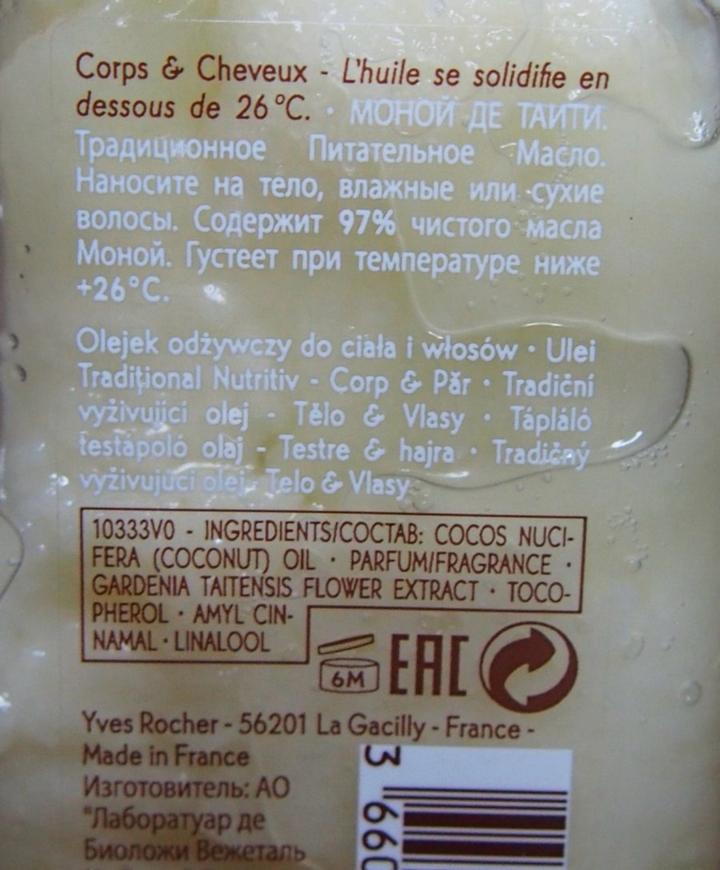 Corps & Cheveux - L'huile se solidifie en
dessous de 26°C. · МОНОЙ ДЕ ТАИТИ.
Традиционное Питательное Масло.
Наносите на тело, влажные или сухие
волосы. Содержит 97% чистого масла
Моной. Густеет при температуре ниже
+26°C.
Olejek odżywczy do ciała i włosów · Ulei
Tradiţional Nutritiv - Corp & Păr · Tradiční
vyživující olej - Tělo & Vlasy · Tápláló
testápoló olaj - Testre & hajra · Tradičný
vyživujúci olej - Telo & Vlasy
10333V0 - INGREDIENTS/СОСТАВ: COCOS NUCI-
FERA (COCONUT) OIL · PARFUM/FRAGRANCE ·
GARDENIA TAITENSIS FLOWER EXTRACT · TOCO-
PHEROL · AMYL CIN-
NAMAL · LINALOOL
6M EAC
Yves Rocher - 56201 La Gacilly - France -
Made in France
Изготовитель: АО
"Лаборатуар де
Биоложи Вежеталь
3 660